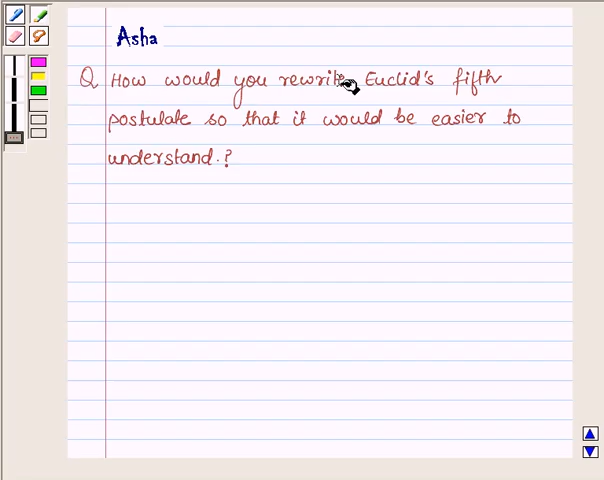 Asha
Q How would you rewrite Euclid's fifth
postulate so that it would be easier to
understand.?